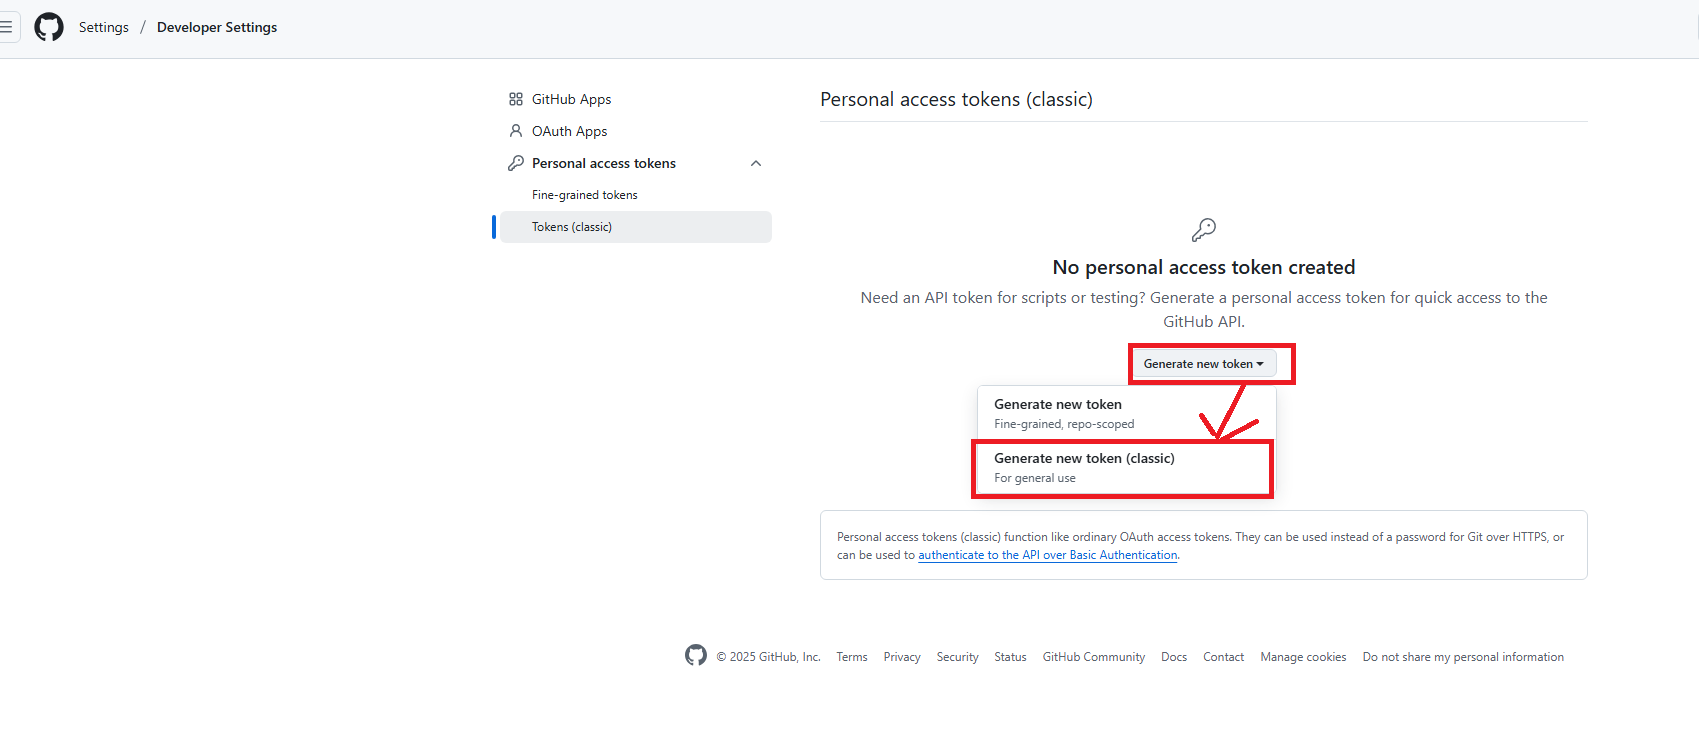 Settings / Developer Settings
GitHub Apps
OAuth Apps
Personal access tokens
Fine-grained tokens
Tokens (classic)
Personal access tokens (classic)
No personal access token created
Need an API token for scripts or testing? Generate a personal access token for quick access to the
GitHub API.
Generate new token
Generate new token
Fine-grained, repo-scoped
Generate new token (classic)
For general use
Personal access tokens (classic) function like ordinary OAuth access tokens. They can be used instead of a password for Git over HTTPS, or
can be used to authenticate to the API over Basic Authentication.
© 2025 GitHub, Inc. Terms Privacy Security Status GitHub Community Docs Contact Manage cookies Do not share my personal information